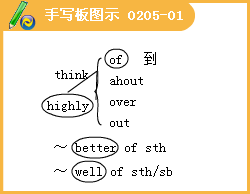 手写板图示 0205-01
of 到
think
ahout
highly
over
out
～ better of sth
～ well of sth/sb